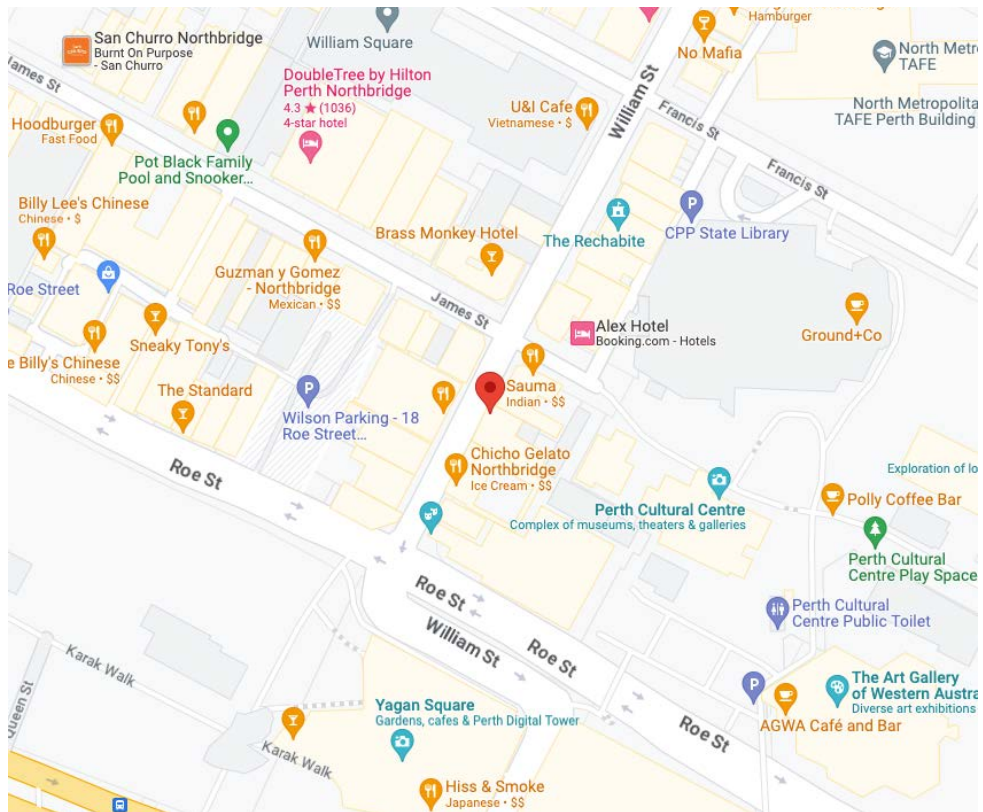 San Churro Northbridge
Burnt On Purpose
- San Churro
William Square
Hamburger
No Mafia
North Metr
TAFE
North Metropolita
TAFE Perth Building
James St
DoubleTree by Hilton
Perth Northbridge
4.3 ★ (1036)
4-star hotel
U&I Cafe
Vietnamese • $
William St
Francis St
Francis St
Hoodburger
Fast Food
Pot Black Family
Pool and Snooker...
P
CPP State Library
Billy Lee's Chinese
Chinese • $
Brass Monkey Hotel
The Rechabite
Roe Street
Guzman y Gomez
- Northbridge
Mexican • $$
James St
Alex Hotel
Booking.com - Hotels
Ground+Co
Sneaky Tony's
e Billy's Chinese
Chinese • $$
Sauma
Indian • $$
The Standard
P
Wilson Parking - 18
Roe Street...
Roe St
Chicho Gelato
Northbridge
Ice Cream • $$
Exploration of lo
Perth Cultural Centre
Complex of museums, theaters & galleries
Polly Coffee Bar
Perth Cultural
Centre Play Space
Roe St
William St
Roe St
Perth Cultural
Centre Public Toilet
Karak Walk
Queen St
The Art Gallery
of Western Austra
Diverse art exhibitions
P
AGWA Café and Bar
Yagan Square
Gardens, cafes & Perth Digital Tower
Roe St
Karak Walk
Hiss & Smoke
Japanese • $$